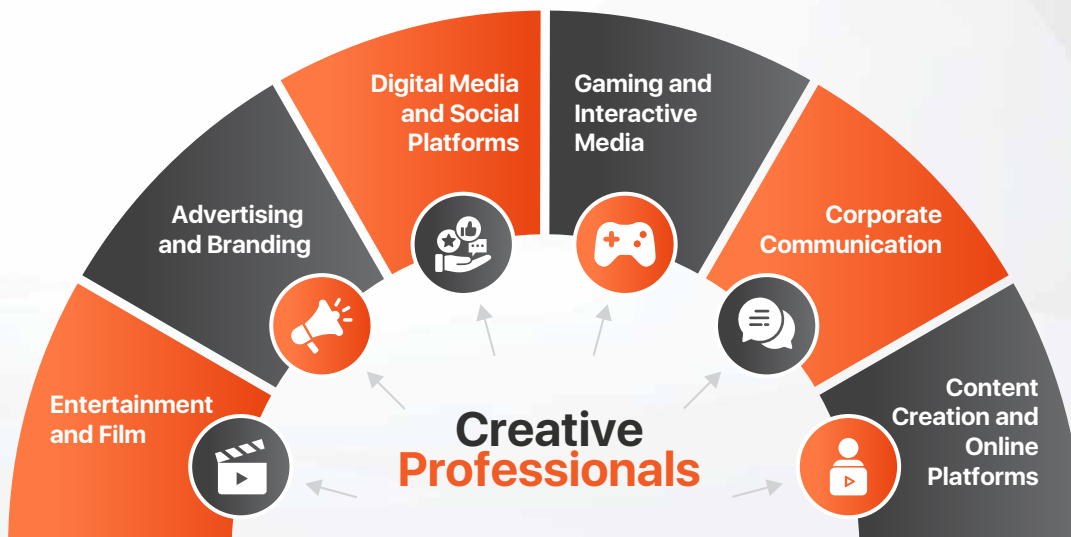 Entertainment
and Film
Advertising
and Branding
Digital Media
and Social
Platforms
Gaming and
Interactive
Media
Corporate
Communication
Content
Creation and
Online
Platforms
Creative
Professionals